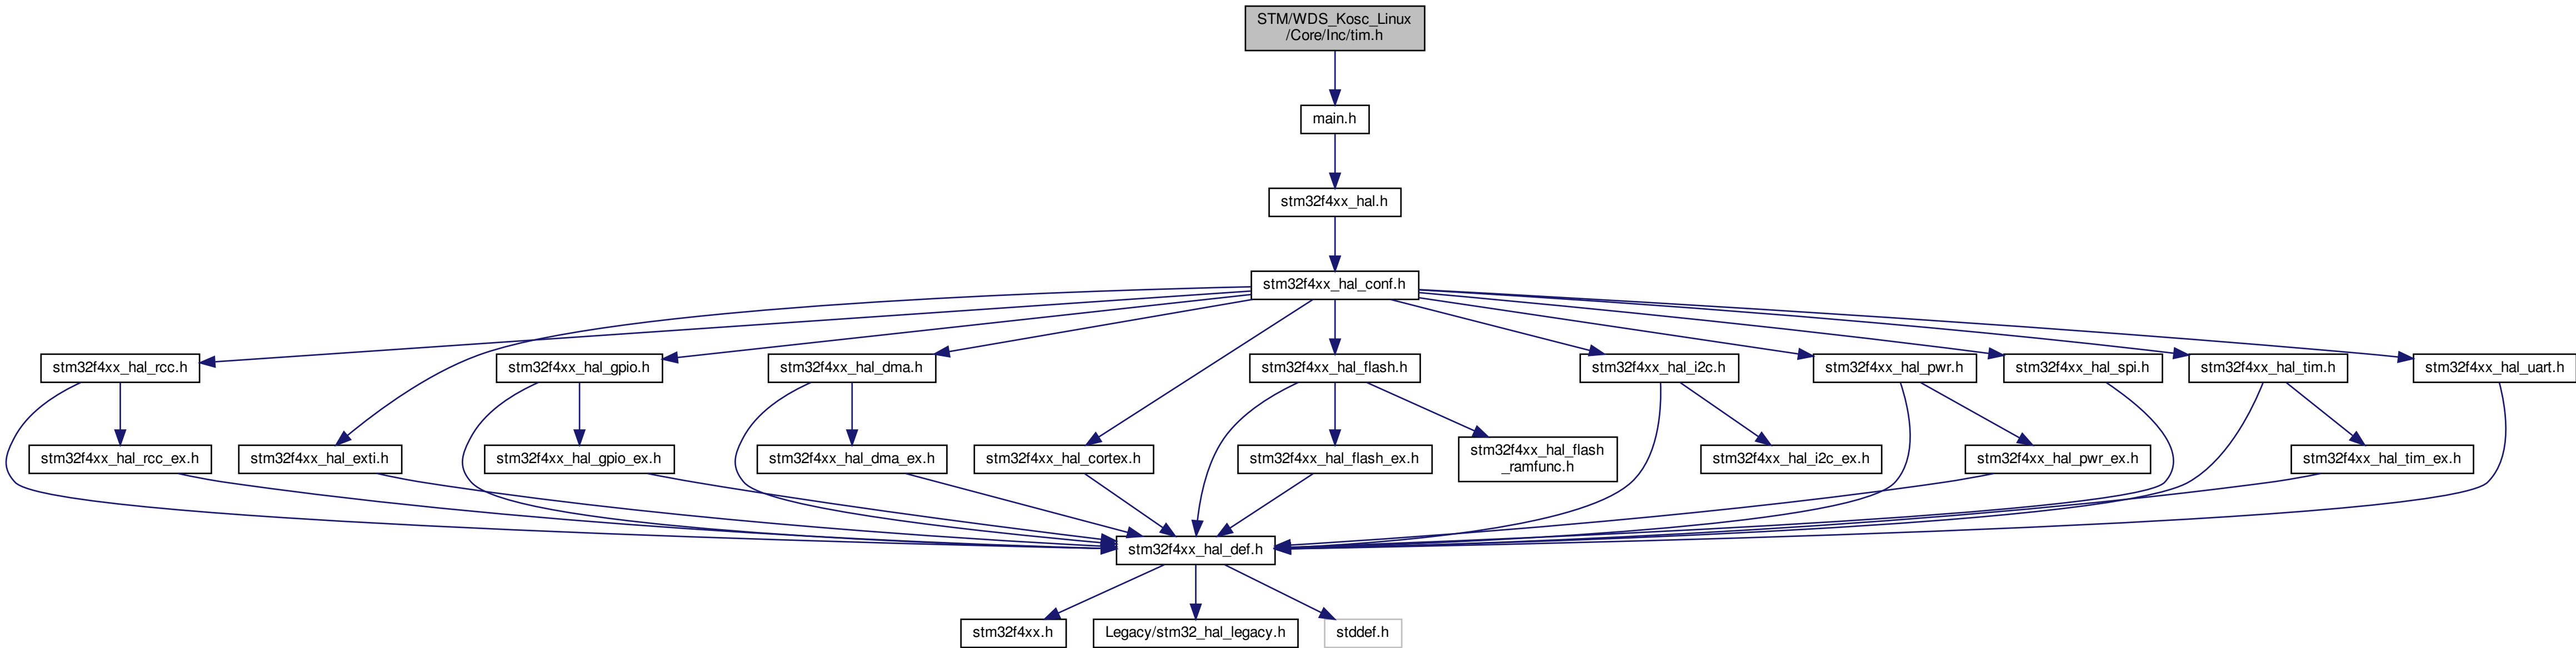 STM/WDS_Kosc_Linux
/Core/Inc/tim.h
main.h
stm32f4xx_hal.h
stm32f4xx_hal_conf.h
stm32f4xx_hal_rcc.h
stm32f4xx_hal_gpio.h
stm32f4xx_hal_dma.h
stm32f4xx_hal_flash.h
stm32f4xx_hal_i2c.h
stm32f4xx_hal_pwr.h
stm32f4xx_hal_spi.h
stm32f4xx_hal_tim.h
stm32f4xx_hal_uart.h
stm32f4xx_hal_rcc_ex.h
stm32f4xx_hal_exti.h
stm32f4xx_hal_gpio_ex.h
stm32f4xx_hal_dma_ex.h
stm32f4xx_hal_cortex.h
stm32f4xx_hal_flash_ex.h
stm32f4xx_hal_flash
_ramfunc.h
stm32f4xx_hal_i2c_ex.h
stm32f4xx_hal_pwr_ex.h
stm32f4xx_hal_tim_ex.h
stm32f4xx_hal_def.h
stm32f4xx.h
Legacy/stm32_hal_legacy.h
stddef.h